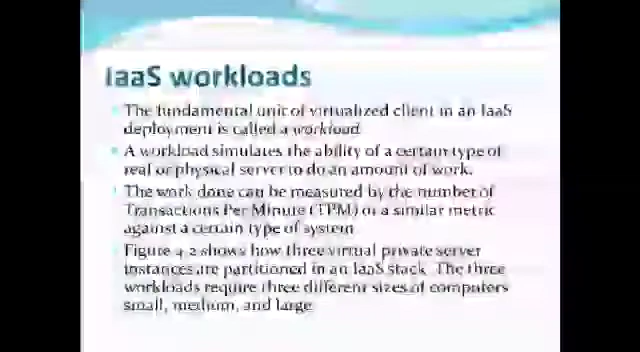 IaaS workloads
The fundamental unit of virtualized client in an IaaS
deployment is called a workload.
A workload simulates the ability of a certain type of
real or physical server to do an amount of work.
The work done can be measured by the number of
Transactions Per Minute (TPM) or a similar metric
against a certain type of system.
Figure 4.2 shows how three virtual private server
instances are partitioned in an IaaS stack. The three
workloads require three different sizes of computers
small, medium, and large.